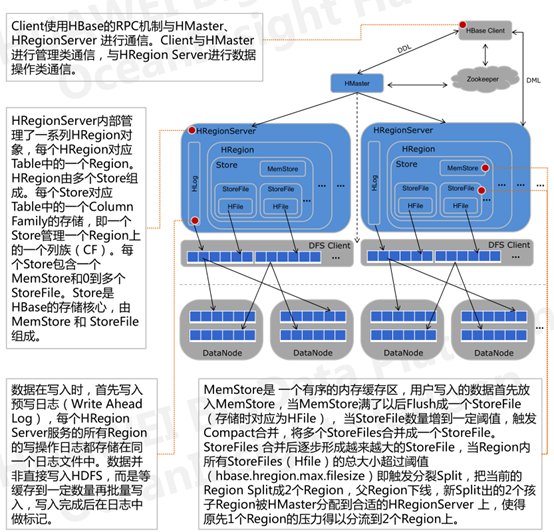 Client使用HBase的RPC机制与HMaster、
HRegionServer 进行通信。Client与HMaster
进行管理类通信，与HRegion Server进行数据
操作类通信。
HBase Client
DDL
Zookeeper
HMaster
DML
HRegionServer内部管
理了一系列HRegion对
象，每个HRegion对应
Table中的一个Region。
HRegion由多个Store组
成。每个Store对应
Table中的一个Column
Family的存储，即一个
Store管理一个Region上
的一个列族（CF）。每
个Store包含一个
MemStore和0到多个
StoreFile。Store是
HBase的存储核心，由
MemStore 和 StoreFile
组成。
HRegionServer
HRegion
Store
MemStore
HLog
StoreFile
StoreFile
HFile
HFile
...
...
...
DFS Client
...
HRegionServer
HRegion
Store
MemStore
HLog
StoreFile
StoreFile
HFile
HFile
...
...
...
DFS Client
...
DataNode
DataNode
DataNode
DataNode
数据在写入时，首先写入
预写日志（Write Ahead
Log），每个HRegion
Server服务的所有Region
的写操作日志都存储在同
一个日志文件中。数据并
非直接写入HDFS，而是等
缓存到一定数量再批量写
入，写入完成后在日志中
做标记。
MemStore是 一个有序的内存缓存区，用户写入的数据首先放
入MemStore，当MemStore满了以后Flush成一个StoreFile
（存储时对应为HFile），当StoreFile数量增到一定阈值，触发
Compact合并，将多个StoreFiles合并成一个StoreFile。
StoreFiles 合并后逐步形成越来越大的StoreFile，当Region内
所有StoreFiles（Hfile）的总大小超过阈值
（hbase.hregion.max.filesize）即触发分裂Split，把当前的
Region Split成2个Region，父Region下线，新Split出的2个孩
子Region被HMaster分配到合适的HRegionServer 上，使得
原先1个Region的压力得以分流到2个Region上。